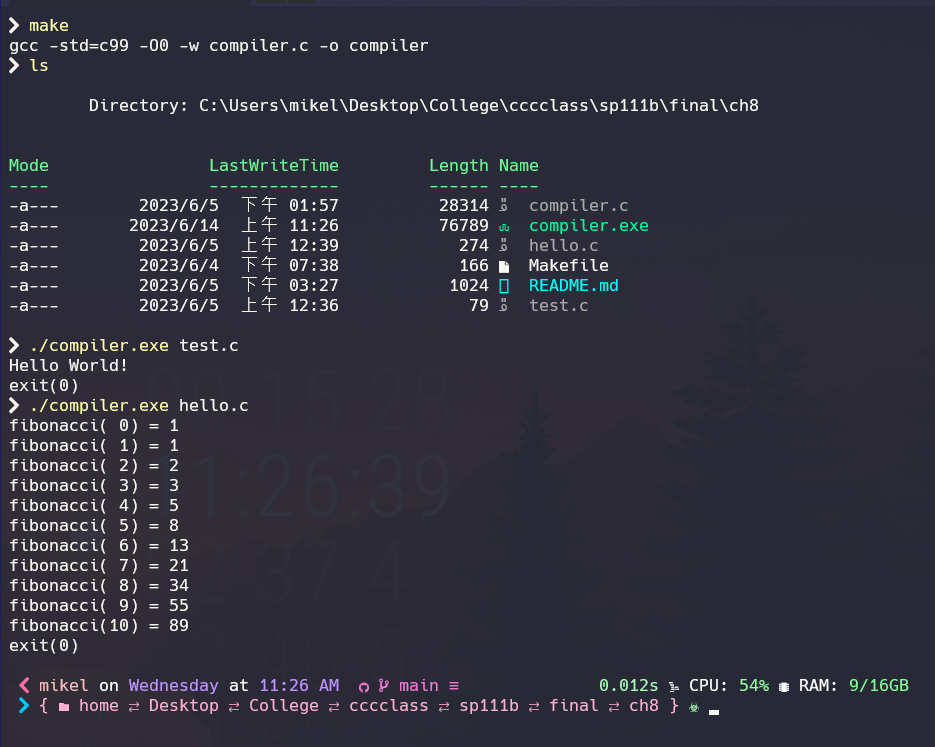 ❯ make
gcc -std=c99 -O0 -w compiler.c -o compiler
❯ ls
Directory: C:\Users\mikel\Desktop\College\cccclass\sp111b\final\ch8
Mode LastWriteTime Length Name
---- ------------- ------ ----
-a--- 2023/6/5 下午 01:57 28314 compiler.c
-a--- 2023/6/14 上午 11:26 76789 compiler.exe
-a--- 2023/6/5 上午 12:39 274 hello.c
-a--- 2023/6/4 下午 07:38 166 Makefile
-a--- 2023/6/5 下午 03:27 1024 README.md
-a--- 2023/6/5 上午 12:36 79 test.c
❯ ./compiler.exe test.c
Hello World!
exit(0)
❯ ./compiler.exe hello.c
fibonacci( 0) = 1
fibonacci( 1) = 1
fibonacci( 2) = 2
fibonacci( 3) = 3
fibonacci( 4) = 5
fibonacci( 5) = 8
fibonacci( 6) = 13
fibonacci( 7) = 21
fibonacci( 8) = 34
fibonacci( 9) = 55
fibonacci(10) = 89
exit(0)
❮ mikel on Wednesday at 11:26 AM main ≡ 0.012s CPU: 54% RAM: 9/16GB
❯ { home ⇄ Desktop ⇄ College ⇄ cccclass ⇄ sp111b ⇄ final ⇄ ch8 } ☣ _